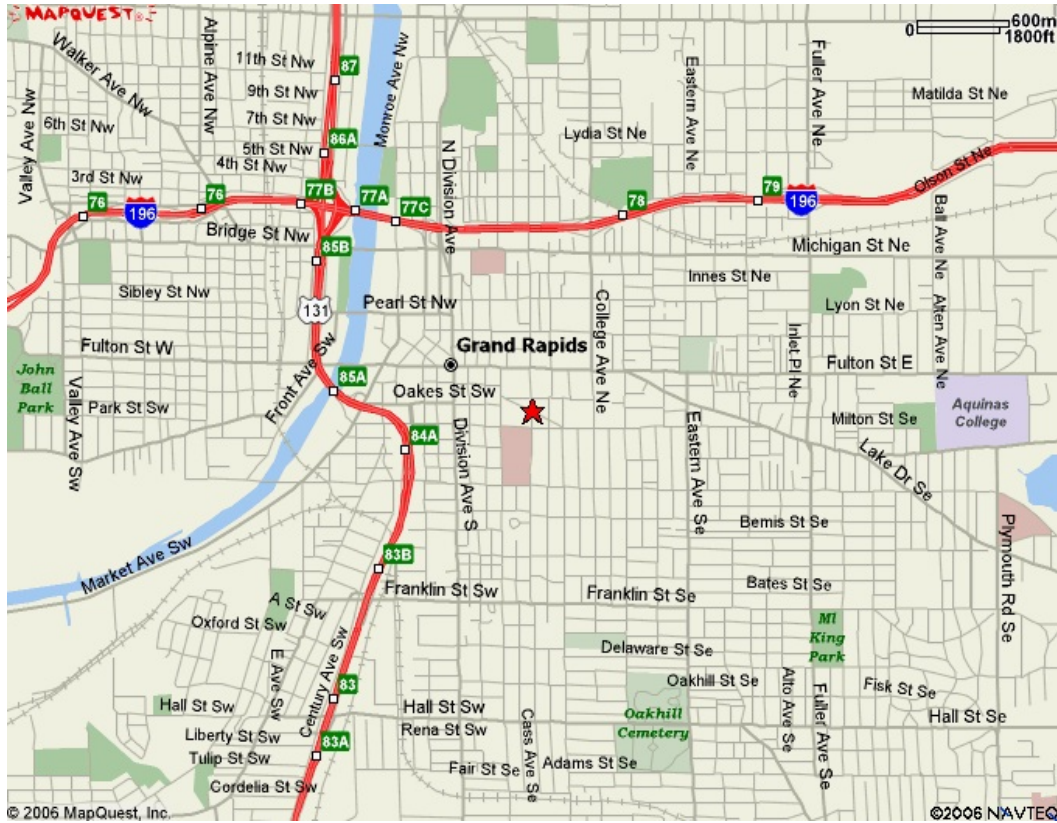 MAPQUEST
600m
0
1800ft
Walker Ave Nw
Alpine Ave Nw
11th St Nw
87
9th St Nw
7th St Nw
Monroe Ave Nw
Eastern Ave Ne
Fuller Ave Ne
Matilda St Ne
6th St Nw
Valley Ave Nw
5th St Nw
86A
4th St Nw
N Division Ave
Lydia St Ne
Olson St Ne
3rd St Nw
76
196
76
77B
77A
77C
78
79
196
Bridge St Nw
85B
Michigan St Ne
Ball Ave Ne
Innes St Ne
Sibley St Nw
131
Pearl St Nw
College Ave Ne
Lyon St Ne
Alten Ave Ne
Inlet Pl Ne
Fulton St W
Front Ave Sw
Grand Rapids
Fulton St E
John
Ball
Park
85A
Oakes St Sw
Park St Sw
Valley Ave Sw
Milton St Se
Aquinas
College
84A
Division Ave S
Eastern Ave Se
Lake Dr Se
Bemis St Se
Plymouth Rd Se
Market Ave Sw
83B
Franklin St Sw
Franklin St Se
Bates St Se
A St Sw
Oxford St Sw
E Ave Sw
Century Ave Sw
Ml
King
Park
Delaware St Se
Oakhill St Se
Alto Ave Se
Fuller Ave Se
Fisk St Se
83
Hall St Sw
Hall St Sw
Cass Ave Se
Oakhill
Cemetery
Hall St Se
Liberty St Sw
Rena St Sw
83A
Tulip St Sw
Fair St Se
Adams St Se
Cordelia St Sw
© 2006 MapQuest, Inc.
©2006 NAVTEQ